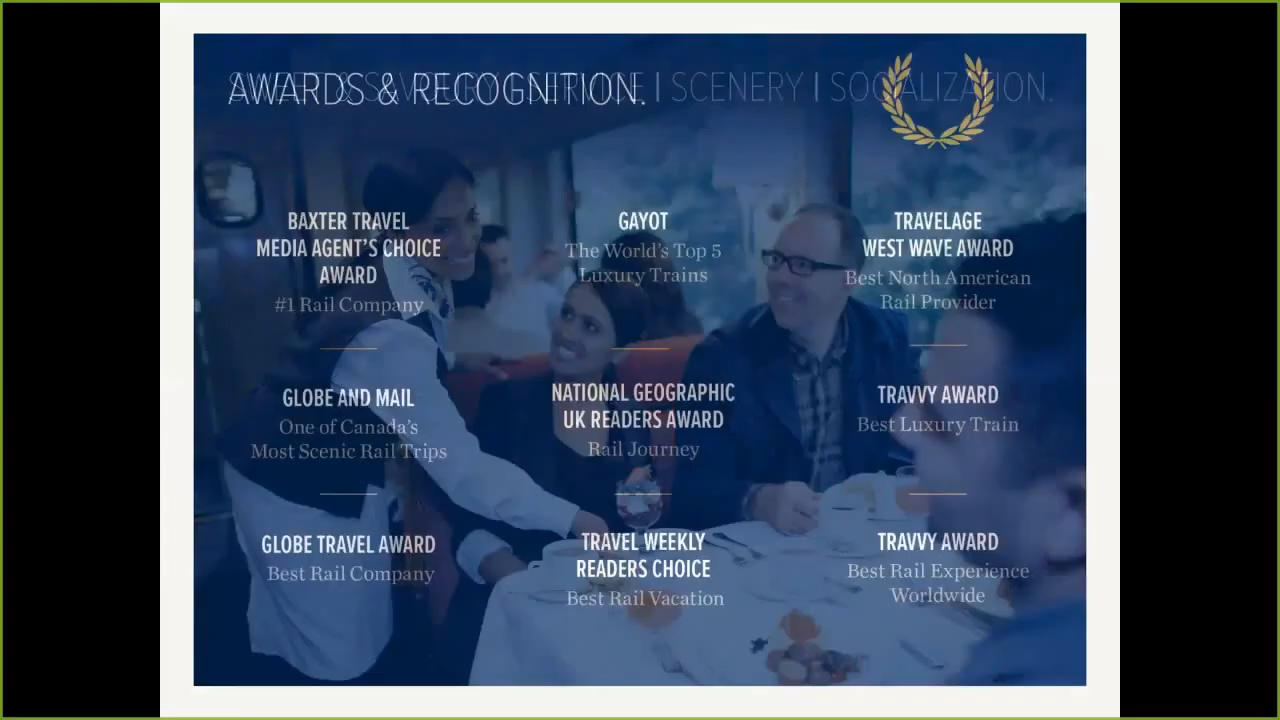 AWARDS & RECOGNITION.
SERVICE | SCENERY | SOCIALIZATION.
BAXTER TRAVEL
MEDIA AGENT'S CHOICE
AWARD
#1 Rail Company
GAYOT
The World's Top 5
Luxury Trains
TRAVELAGE
WEST WAVE AWARD
Best North American
Rail Provider
GLOBE AND MAIL
One of Canada's
Most Scenic Rail Trips
NATIONAL GEOGRAPHIC
UK READERS AWARD
Rail Journey
TRAVVY AWARD
Best Luxury Train
GLOBE TRAVEL AWARD
Best Rail Company
TRAVEL WEEKLY
READERS CHOICE
Best Rail Vacation
TRAVVY AWARD
Best Rail Experience
Worldwide